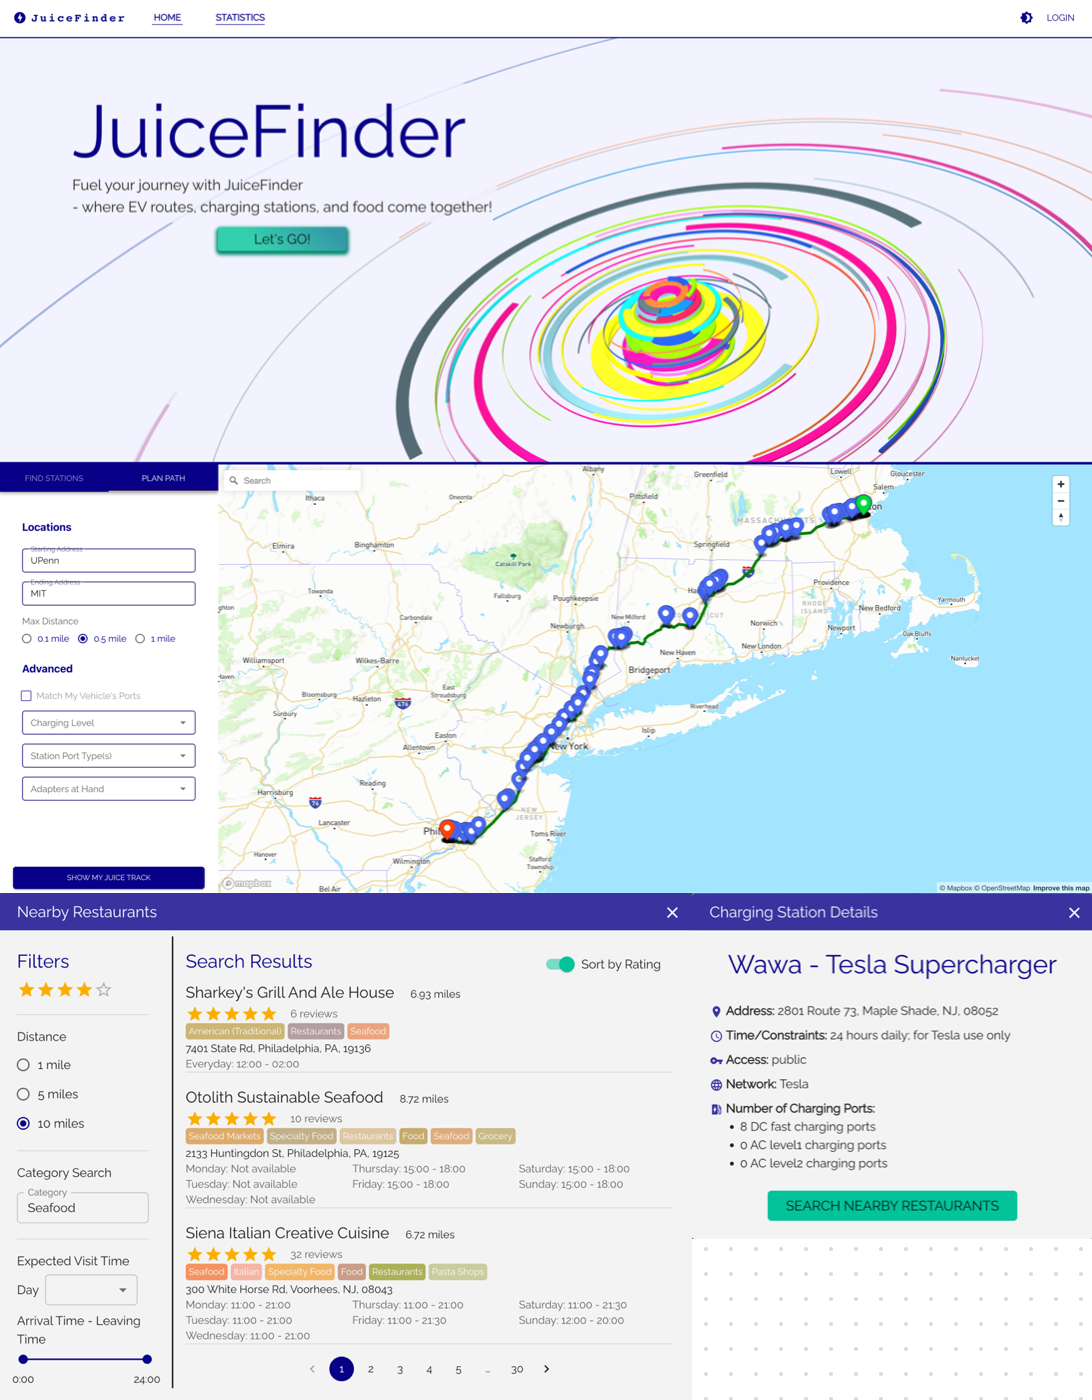 JuiceFinder
HOME
STATISTICS
LOGIN
JuiceFinder
Fuel your journey with JuiceFinder
- where EV routes, charging stations, and food come together!
Let's GO!
FIND STATIONS
PLAN PATH
Locations
Starting Address
UPenn
Ending Address
MIT
Max Distance
0.1 mile
0.5 mile
1 mile
Advanced
Match My Vehicle's Ports
Charging Level
Station Port Type(s)
Adapters at Hand
SHOW MY JUICE TRACK
Search
Albany
Greenfield
Lowell
Gloucester
Salem
Ithaca
Oneonta
Pittsfield
MASSACHUSETTS
Elmira
Binghamton
Catskill Park
Springfield
Towanda
Fallsburg
Poughkeepsie
Providence
RHODE
ISLAND
New Bedford
Yarmouth
Carbondale
Newburgh
New Milford
Norwich
Newport
Oak Bluffs
New London
Nantucket
Williamsport
Wilkes-Barre
New Haven
Bridgeport
Bloomsburg
Hazleton
East
Stroudsburg
476
Sunbury
Riverhead
Islip
Allentown
Easton
New York
Reading
Harrisburg
76
Lancaster
NEW
JERSEY
Toms River
Hanover
Wilmington
Stafford
Township
Bel Air
mapbox
© Mapbox © OpenStreetMap Improve this map
Nearby Restaurants
Filters
Distance
1 mile
5 miles
10 miles
Category Search
Category
Seafood
Expected Visit Time
Day
Arrival Time - Leaving
Time
0:00
24:00
Search Results
Sort by Rating
Sharkey's Grill And Ale House 6.93 miles
6 reviews
American (Traditional) Restaurants Seafood
7401 State Rd, Philadelphia, PA, 19136
Everyday: 12:00 - 02:00
Otolith Sustainable Seafood 8.72 miles
10 reviews
Seafood Markets Specialty Food Restaurants Food Seafood Grocery
2133 Huntingdon St, Philadelphia, PA, 19125
Monday: Not available Thursday: 15:00 - 18:00 Saturday: 15:00 - 18:00
Tuesday: Not available Friday: 15:00 - 18:00 Sunday: 15:00 - 18:00
Wednesday: Not available
Siena Italian Creative Cuisine 6.72 miles
32 reviews
Seafood Italian Specialty Food Food Restaurants Pasta Shops
300 White Horse Rd, Voorhees, NJ, 08043
Monday: 11:00 - 21:00 Thursday: 11:00 - 21:00 Saturday: 11:00 - 21:30
Tuesday: 11:00 - 21:00 Friday: 11:00 - 21:30 Sunday: 12:00 - 20:00
Wednesday: 11:00 - 21:00
1 2 3 4 5 .. 30
Charging Station Details
Wawa - Tesla Supercharger
Address: 2801 Route 73, Maple Shade, NJ, 08052
Time/Constraints: 24 hours daily; for Tesla use only
Access: public
Network: Tesla
Number of Charging Ports:
• 8 DC fast charging ports
• 0 AC level1 charging ports
• 0 AC level2 charging ports
SEARCH NEARBY RESTAURANTS